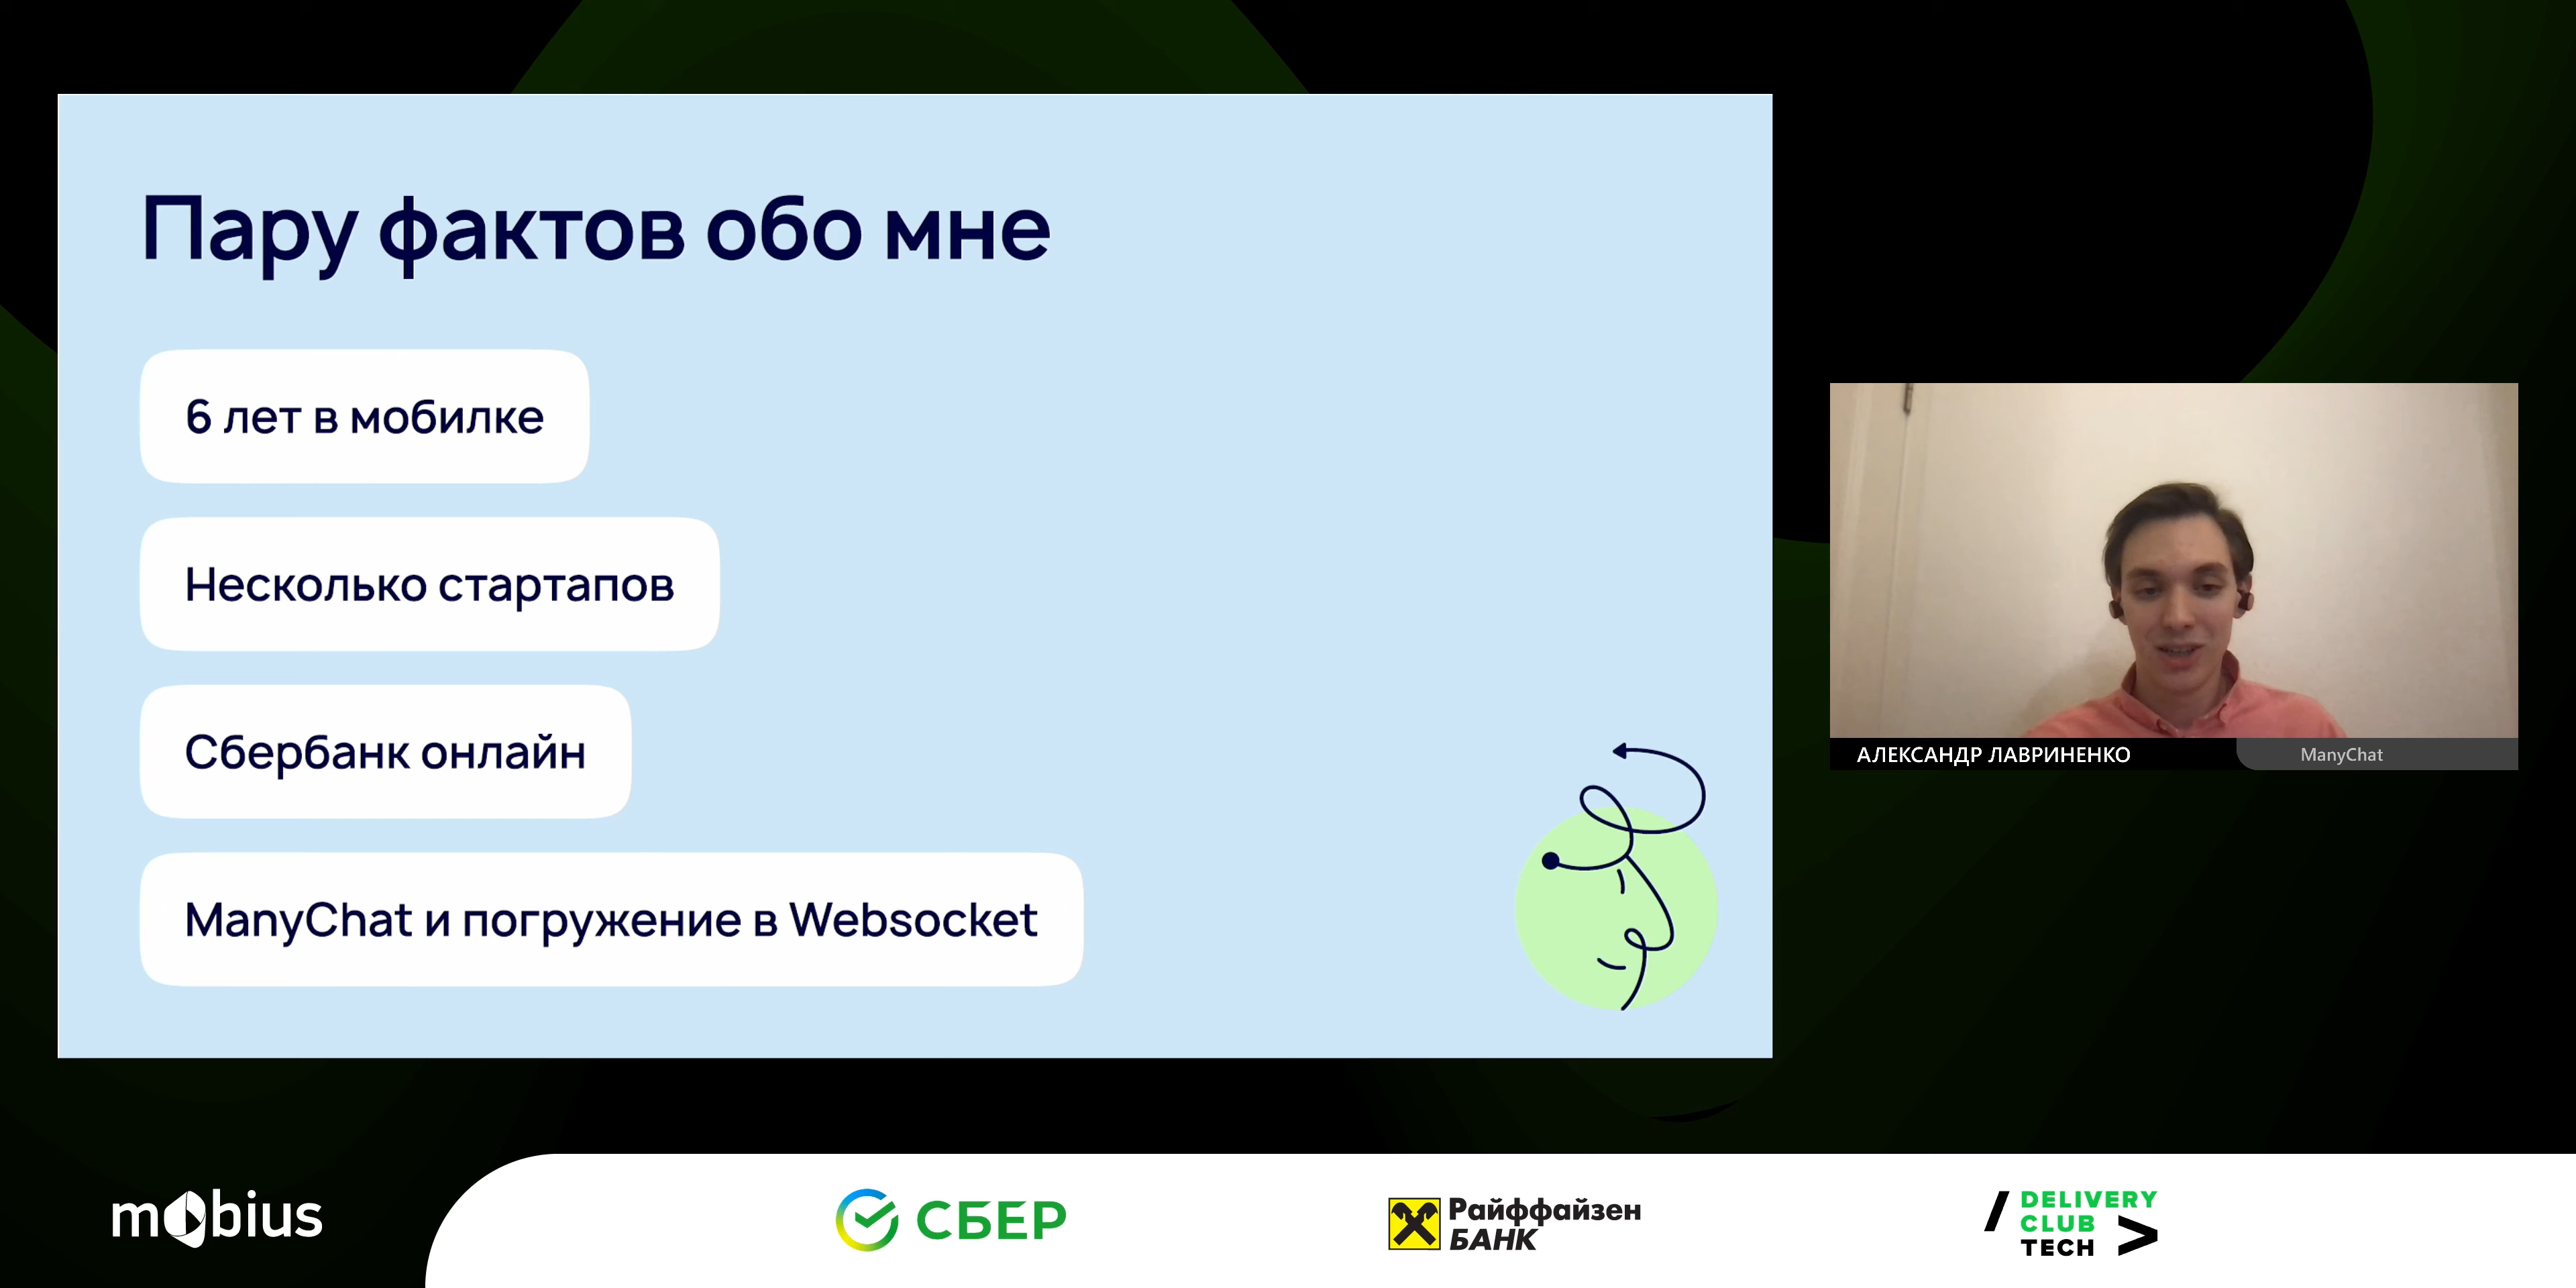 Пару фактов обо мне
6 лет в мобилке
Несколько стартапов
Сбербанк онлайн
ManyChat и погружение в Websocket
АЛЕКСАНДР ЛАВРИНЕНКО
ManyChat
mobius
СБЕР
Райффайзен
БАНК
DELIVERY
CLUB
TECH